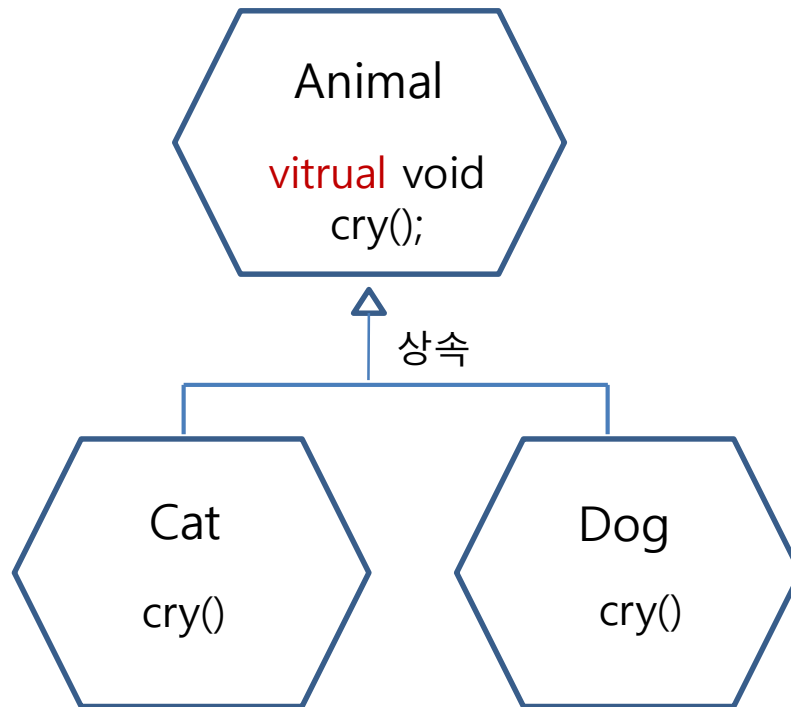 Animal
vitrual void
cry();
상속
Cat
cry()
Dog
cry()